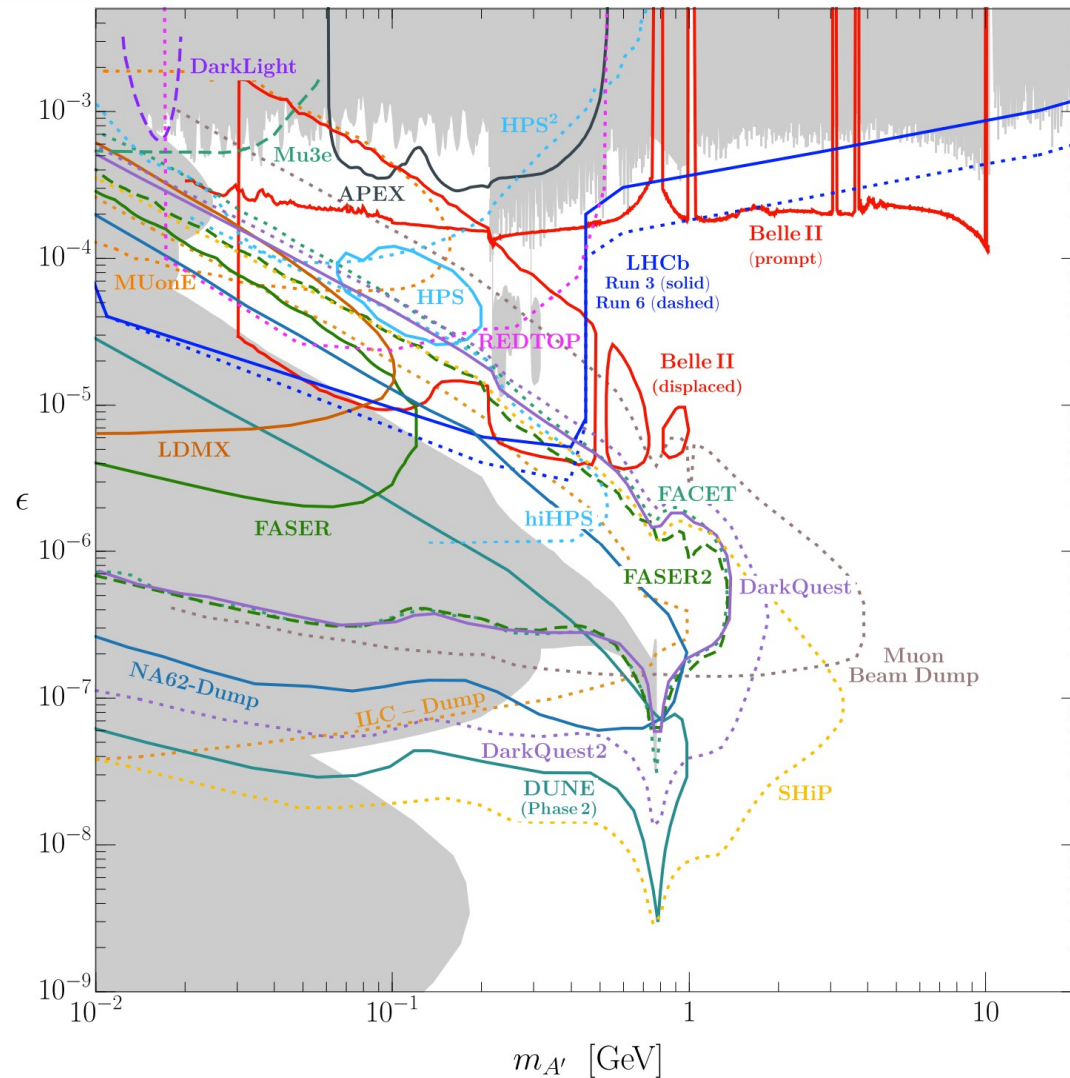 DarkLight
10⁻³
HPS²
Mu3e
APEX
Belle II
(prompt)
10⁻⁴
LHCb
Run 3 (solid)
Run 6 (dashed)
MUonE
HPS
REDTOP
Belle II
(displaced)
10⁻⁵
LDMX
ϵ
FACET
hiHPS
FASER
10⁻⁶
FASER2
DarkQuest
Muon
Beam Dump
NA62-Dump
10⁻⁷
ILC − Dump
DarkQuest2
DUNE
(Phase 2)
SHiP
10⁻⁸
10⁻⁹
10⁻² 10⁻¹ 1 10
m_A′ [GeV]